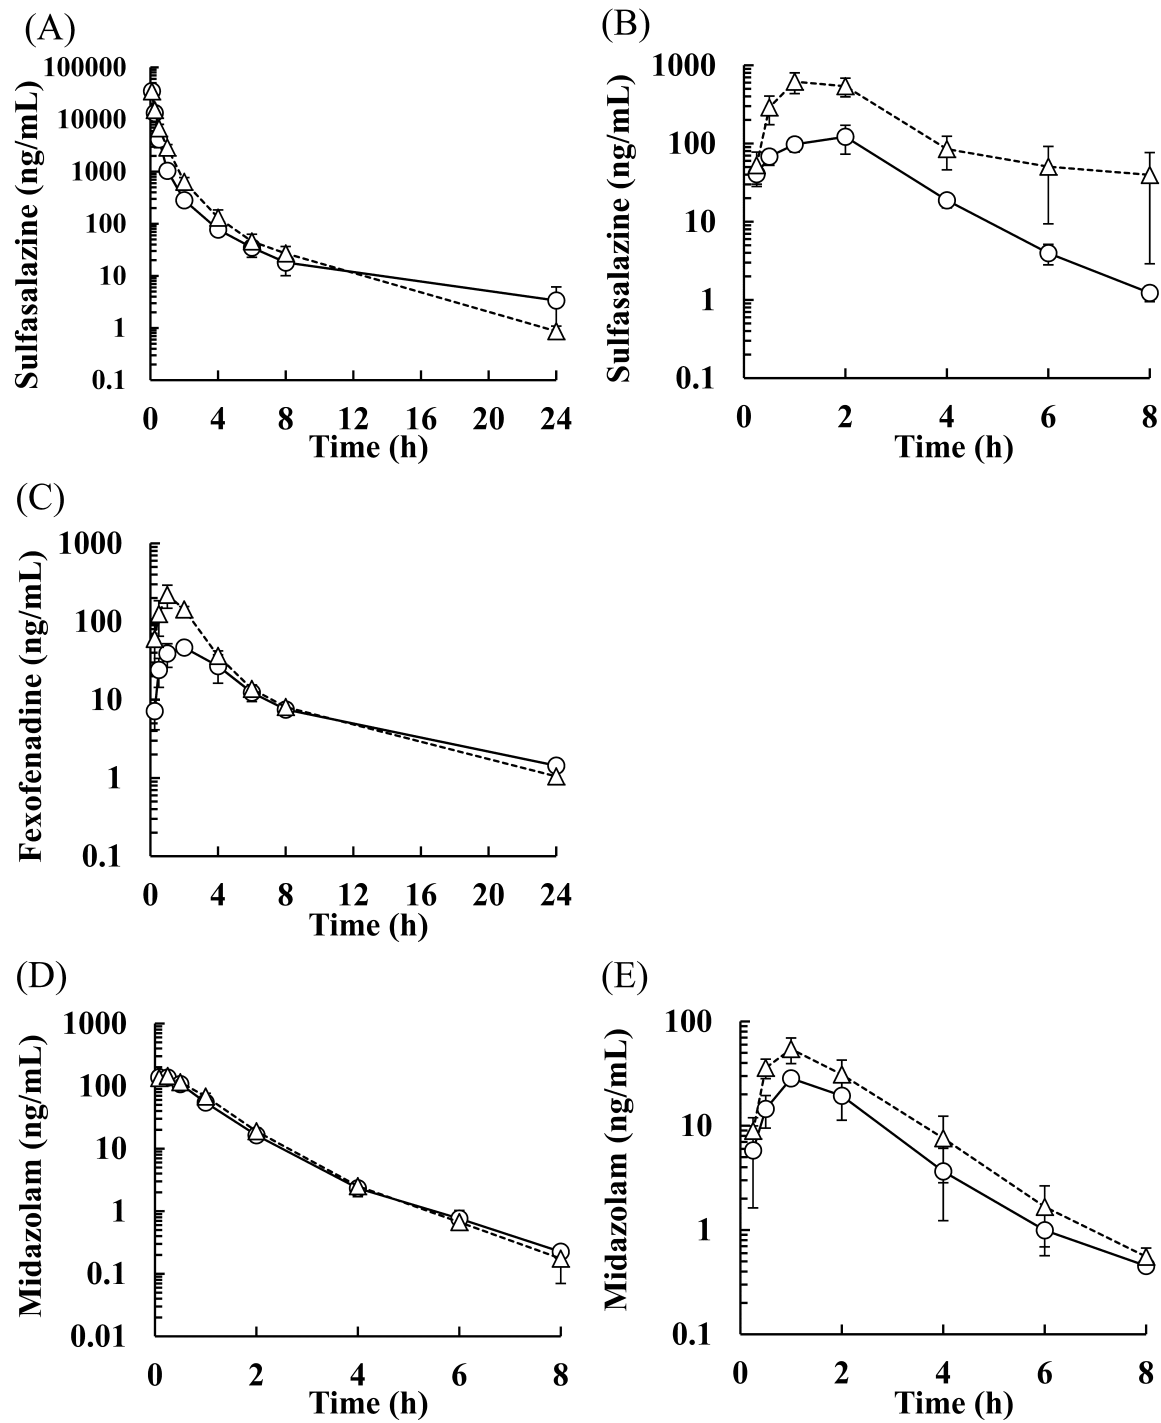 (A)
Sulfasalazine (ng/mL)
100000
10000
1000
100
10
1
0.1
0 4 8 12 16 20 24
Time (h)
(B)
Sulfasalazine (ng/mL)
1000
100
10
1
0.1
0 2 4 6 8
Time (h)
(C)
Fexofenadine (ng/mL)
1000
100
10
1
0.1
0 4 8 12 16 20 24
Time (h)
(D)
Midazolam (ng/mL)
1000
100
10
1
0.1
0.01
0 2 4 6 8
Time (h)
(E)
Midazolam (ng/mL)
100
10
1
0.1
0 2 4 6 8
Time (h)